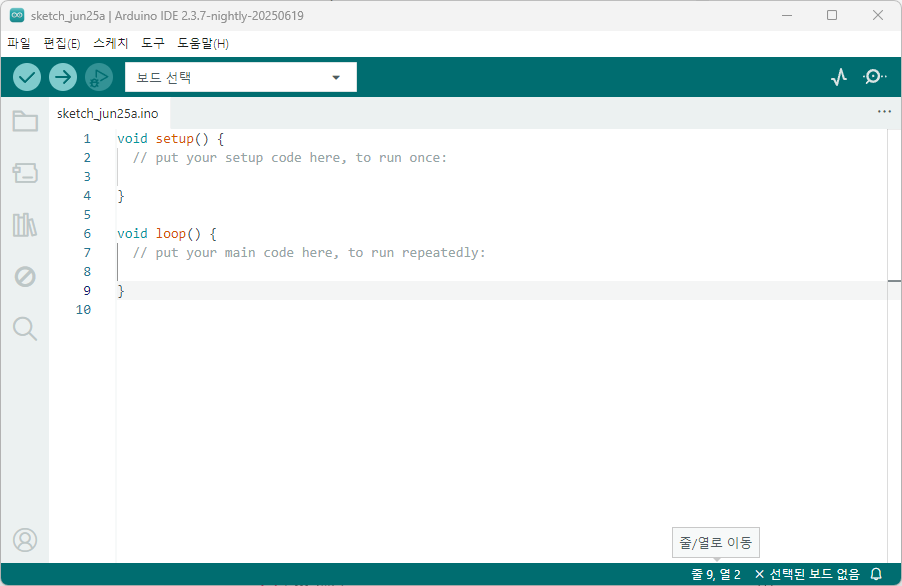 sketch_jun25a | Arduino IDE 2.3.7-nightly-20250619
파일 편집(E) 스케치 도구 도움말(H)
보드 선택
sketch_jun25a.ino
1 void setup() {
2 // put your setup code here, to run once:
3
4 }
5
6 void loop() {
7 // put your main code here, to run repeatedly:
8
9 }
10
줄/열로 이동
줄 9, 열 2 × 선택된 보드 없음